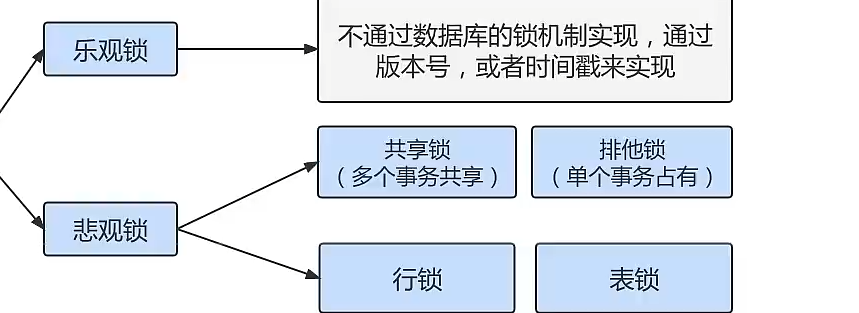 乐观锁
不通过数据库的锁机制实现，通过
版本号，或者时间戳来实现
共享锁
（多个事务共享）
排他锁
（单个事务占有）
悲观锁
行锁
表锁